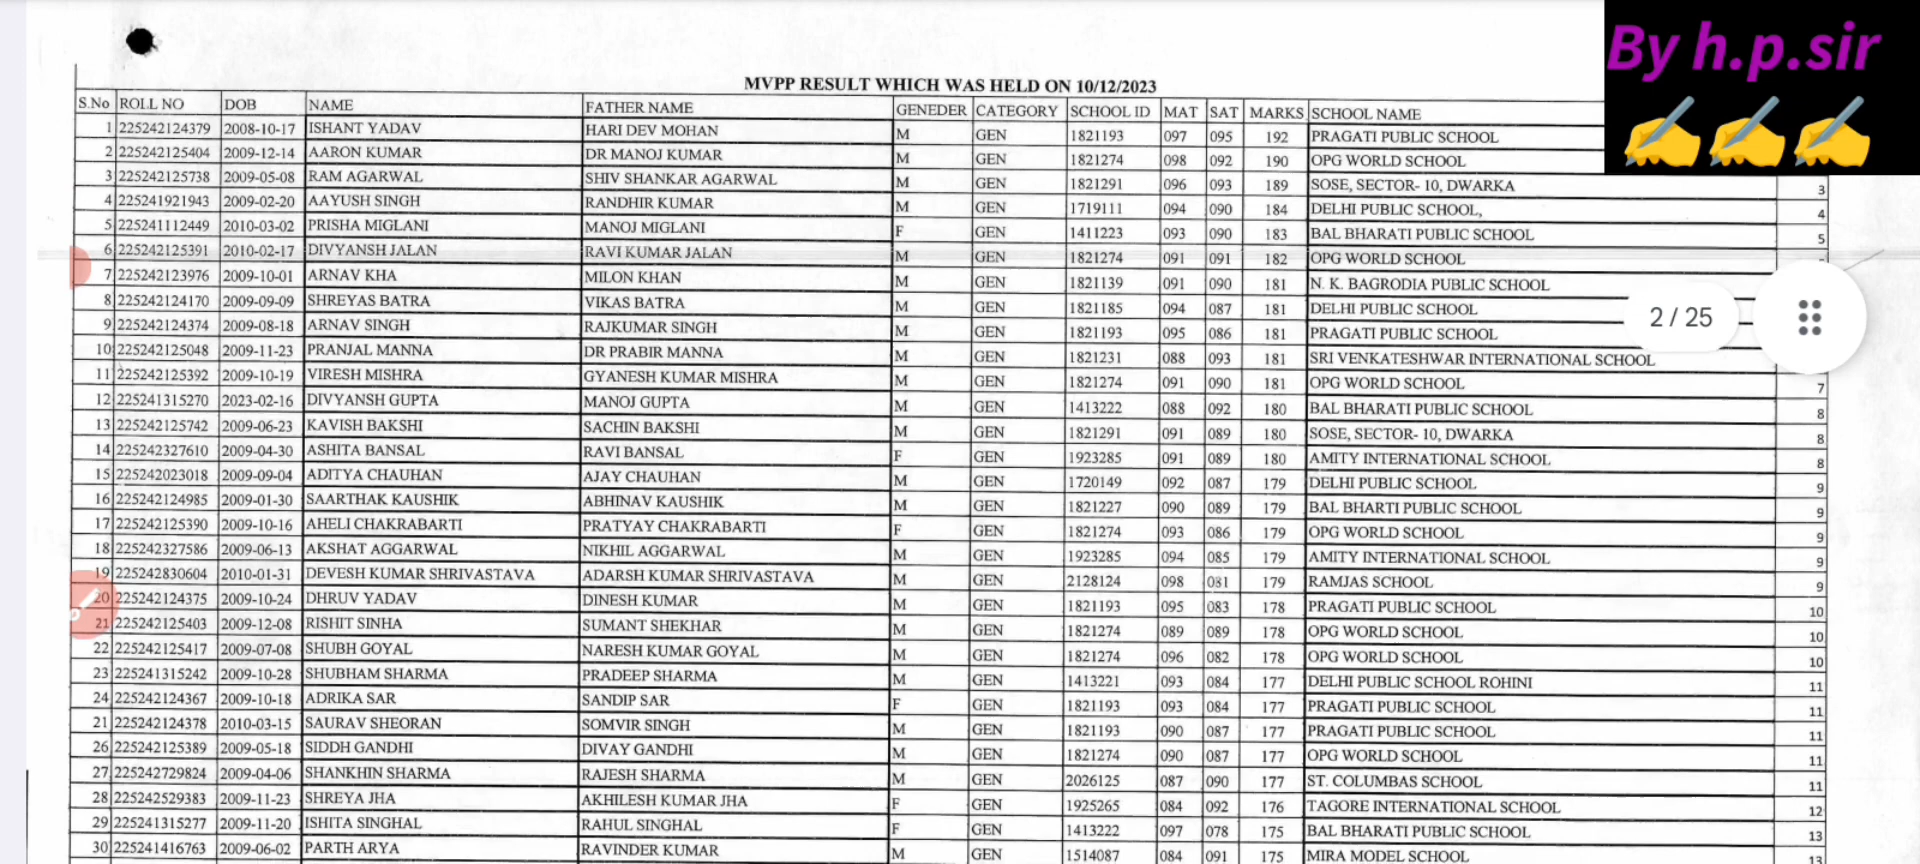 By h.p.sir
MVPP RESULT WHICH WAS HELD ON 10/12/2023
S.No ROLL NO DOB NAME FATHER NAME GENEDER CATEGORY SCHOOL ID MAT SAT MARKS SCHOOL NAME
1 225242124379 2008-10-17 ISHANT YADAV HARI DEV MOHAN M GEN 1821193 097 095 192 PRAGATI PUBLIC SCHOOL
2 225242125404 2009-12-14 AARON KUMAR DR MANOJ KUMAR M GEN 1821274 098 092 190 OPG WORLD SCHOOL
3 225242125738 2009-05-08 RAM AGARWAL SHIV SHANKAR AGARWAL M GEN 1821291 096 093 189 SOSE, SECTOR- 10, DWARKA 3
4 225241921943 2009-02-20 AAYUSH SINGH RANDHIR KUMAR M GEN 1719111 094 090 184 DELHI PUBLIC SCHOOL, 4
5 225241112449 2010-03-02 PRISHA MIGLANI MANOJ MIGLANI F GEN 1411223 093 090 183 BAL BHARATI PUBLIC SCHOOL 5
6 225242125391 2010-02-17 DIVYANSH JALAN RAVI KUMAR JALAN M GEN 1821274 091 091 182 OPG WORLD SCHOOL
7 225242123976 2009-10-01 ARNAV KHA MILON KHAN M GEN 1821139 091 090 181 N. K. BAGRODIA PUBLIC SCHOOL
8 225242124170 2009-09-09 SHREYAS BATRA VIKAS BATRA M GEN 1821185 094 087 181 DELHI PUBLIC SCHOOL
2 / 25
9 225242124374 2009-08-18 ARNAV SINGH RAJKUMAR SINGH M GEN 1821193 095 086 181 PRAGATI PUBLIC SCHOOL
10 225242125048 2009-11-23 PRANJAL MANNA DR PRABIR MANNA M GEN 1821231 088 093 181 SRI VENKATESHWAR INTERNATIONAL SCHOOL
11 225242125392 2009-10-19 VIRESH MISHRA GYANESH KUMAR MISHRA M GEN 1821274 091 090 181 OPG WORLD SCHOOL 7
12 225241315270 2023-02-16 DIVYANSH GUPTA MANOJ GUPTA M GEN 1413222 088 092 180 BAL BHARATI PUBLIC SCHOOL 8
13 225242125742 2009-06-23 KAVISH BAKSHI SACHIN BAKSHI M GEN 1821291 091 089 180 SOSE, SECTOR- 10, DWARKA 8
14 225242327610 2009-04-30 ASHITA BANSAL RAVI BANSAL F GEN 1923285 091 089 180 AMITY INTERNATIONAL SCHOOL 8
15 225242023018 2009-09-04 ADITYA CHAUHAN AJAY CHAUHAN M GEN 1720149 092 087 179 DELHI PUBLIC SCHOOL 9
16 225242124985 2009-01-30 SAARTHAK KAUSHIK ABHINAV KAUSHIK M GEN 1821227 090 089 179 BAL BHARTI PUBLIC SCHOOL 9
17 225242125390 2009-10-16 AHELI CHAKRABARTI PRATYAY CHAKRABARTI F GEN 1821274 093 086 179 OPG WORLD SCHOOL 9
18 225242327586 2009-06-13 AKSHAT AGGARWAL NIKHIL AGGARWAL M GEN 1923285 094 085 179 AMITY INTERNATIONAL SCHOOL 9
19 225242830604 2010-01-31 DEVESH KUMAR SHRIVASTAVA ADARSH KUMAR SHRIVASTAVA M GEN 2128124 098 081 179 RAMJAS SCHOOL 9
20 225242124375 2009-10-24 DHRUV YADAV DINESH KUMAR M GEN 1821193 095 083 178 PRAGATI PUBLIC SCHOOL 10
21 225242125403 2009-12-08 RISHIT SINHA SUMANT SHEKHAR M GEN 1821274 089 089 178 OPG WORLD SCHOOL 10
22 225242125417 2009-07-08 SHUBH GOYAL NARESH KUMAR GOYAL M GEN 1821274 096 082 178 OPG WORLD SCHOOL 10
23 225241315242 2009-10-28 SHUBHAM SHARMA PRADEEP SHARMA M GEN 1413221 093 084 177 DELHI PUBLIC SCHOOL ROHINI 11
24 225242124367 2009-10-18 ADRIKA SAR SANDIP SAR F GEN 1821193 093 084 177 PRAGATI PUBLIC SCHOOL 11
21 225242124378 2010-03-15 SAURAV SHEORAN SOMVIR SINGH M GEN 1821193 090 087 177 PRAGATI PUBLIC SCHOOL 11
26 225242125389 2009-05-18 SIDDH GANDHI DIVAY GANDHI M GEN 1821274 090 087 177 OPG WORLD SCHOOL 11
27 225242729824 2009-04-06 SHANKHIN SHARMA RAJESH SHARMA M GEN 2026125 087 090 177 ST. COLUMBAS SCHOOL 11
28 225242529383 2009-11-23 SHREYA JHA AKHILESH KUMAR JHA F GEN 1925265 084 092 176 TAGORE INTERNATIONAL SCHOOL 12
29 225241315277 2009-11-20 ISHITA SINGHAL RAHUL SINGHAL F GEN 1413222 097 078 175 BAL BHARATI PUBLIC SCHOOL 13
30 225241416763 2009-06-02 PARTH ARYA RAVINDER KUMAR M GEN 1514087 084 091 175 MIRA MODEL SCHOOL 13